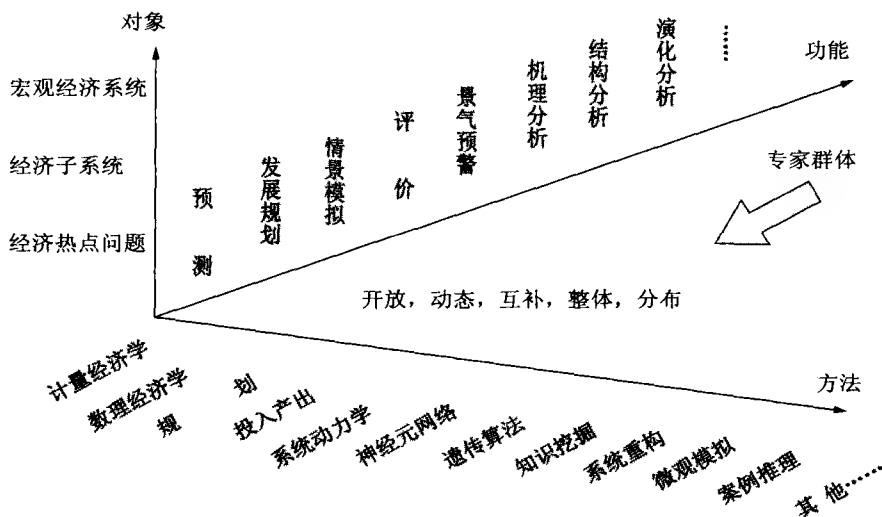 对象
宏观经济系统
经济子系统
经济热点问题
预测
发展规划
情景模拟
评价
景气预警
机理分析
结构分析
演化分析
……
功能
专家群体
开放，动态，互补，整体，分布
方法
计量经济学
数理经济学
规划
投入产出
系统动力学
神经元网络
遗传算法
知识挖掘
系统重构
微观模拟
案例推理
其他……